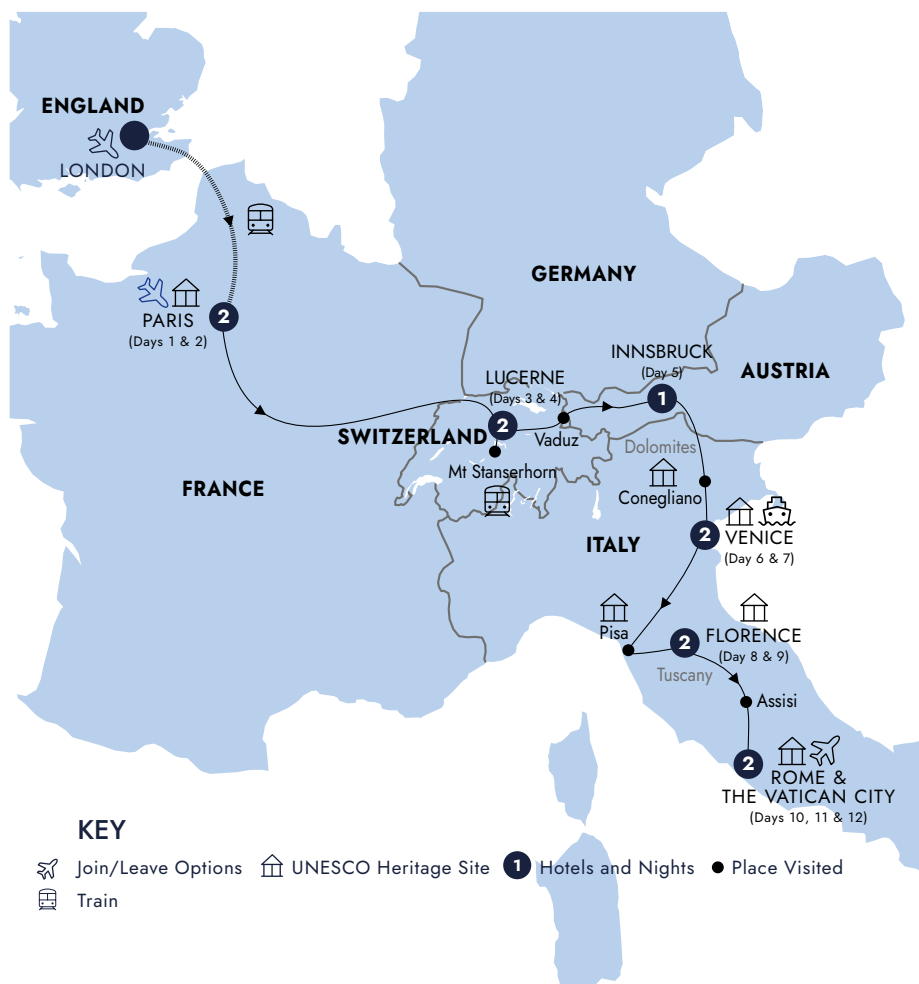 ENGLAND
LONDON
GERMANY
PARIS
2
(Days 1 & 2)
INNSBRUCK
(Day 5)
AUSTRIA
LUCERNE
(Days 3 & 4)
1
2
SWITZERLAND
Vaduz
Dolomites
Mt Stanserhorn
FRANCE
Conegliano
ITALY
2
VENICE
(Day 6 & 7)
Pisa
2
FLORENCE
(Day 8 & 9)
Tuscany
Assisi
2
ROME &
THE VATICAN CITY
(Days 10, 11 & 12)
KEY
Join/Leave Options UNESCO Heritage Site 1 Hotels and Nights Place Visited
Train